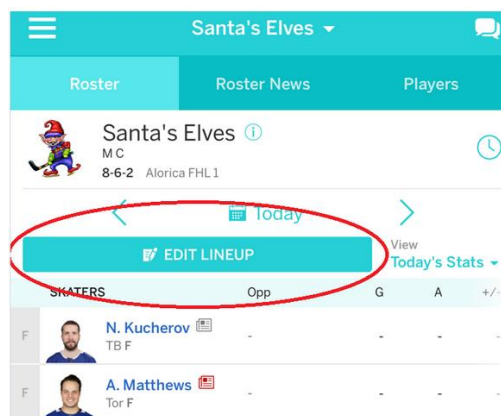 Santa's Elves
Roster Roster News Players
Santa's Elves
M C
8-6-2 Alorica FHL 1
Today
EDIT LINEUP
View
Today's Stats
SKATERS Opp G A +/-
F N. Kucherov - - - -
TB F
F A. Matthews - - - -
Tor F